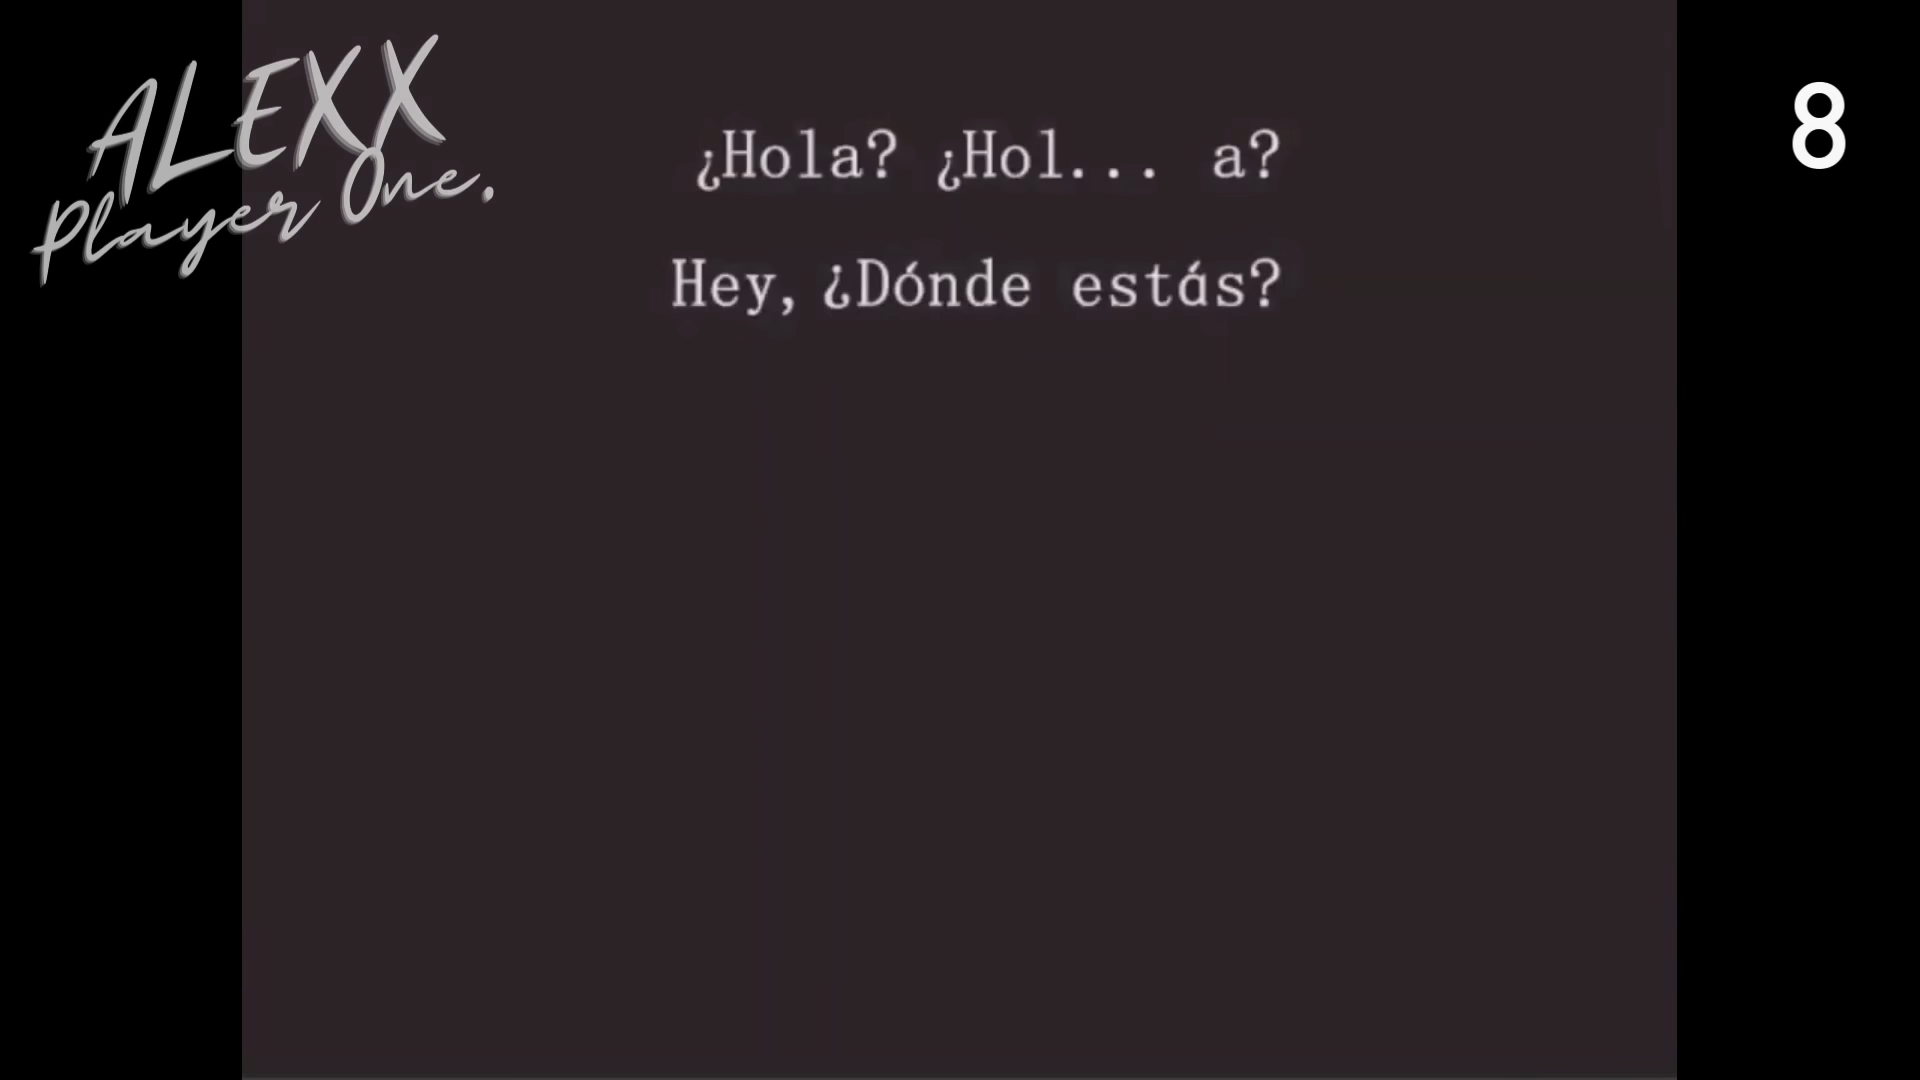 ALEXX
Player One.
8
¿Hola? ¿Hol... a?
Hey, ¿Dónde estás?